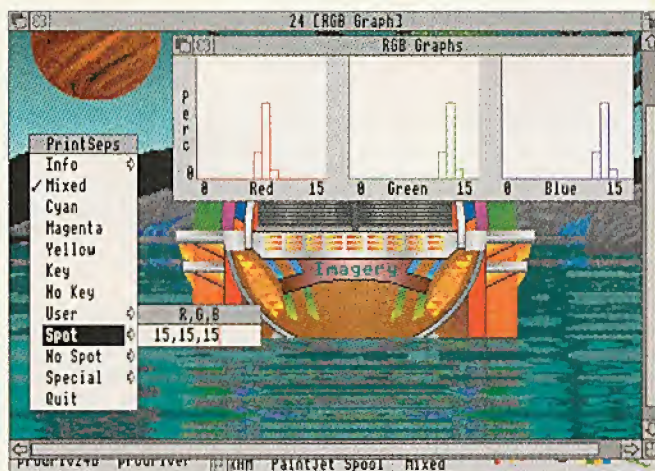 24 [RGB Graph]
RGB Graphs
Perc
0
0 Red 15
0 Green 15
0 Blue 15
PrintSeps
Info
✓ Mixed
Cyan
Magenta
Yellow
Key
No Key
User
R,G,B
Spot
15,15,15
No Spot
Special
Quit
Imagery
PaintJet Spool Mixed